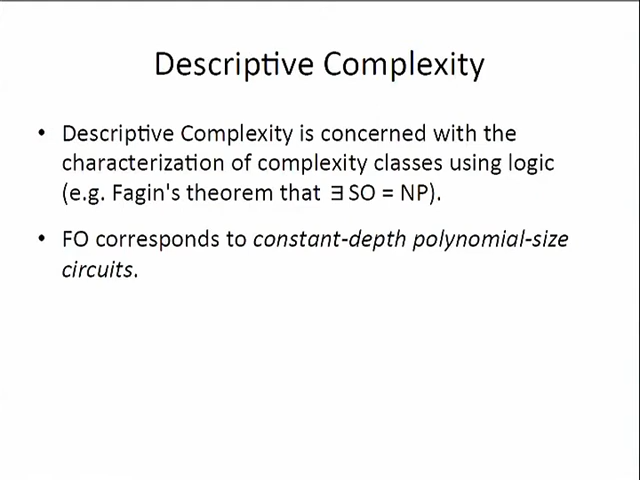 Descriptive Complexity
• Descriptive Complexity is concerned with the
characterization of complexity classes using logic
(e.g. Fagin's theorem that ∃ SO = NP).
• FO corresponds to constant-depth polynomial-size
circuits.